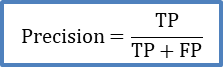 Precision = TP / TP + FP